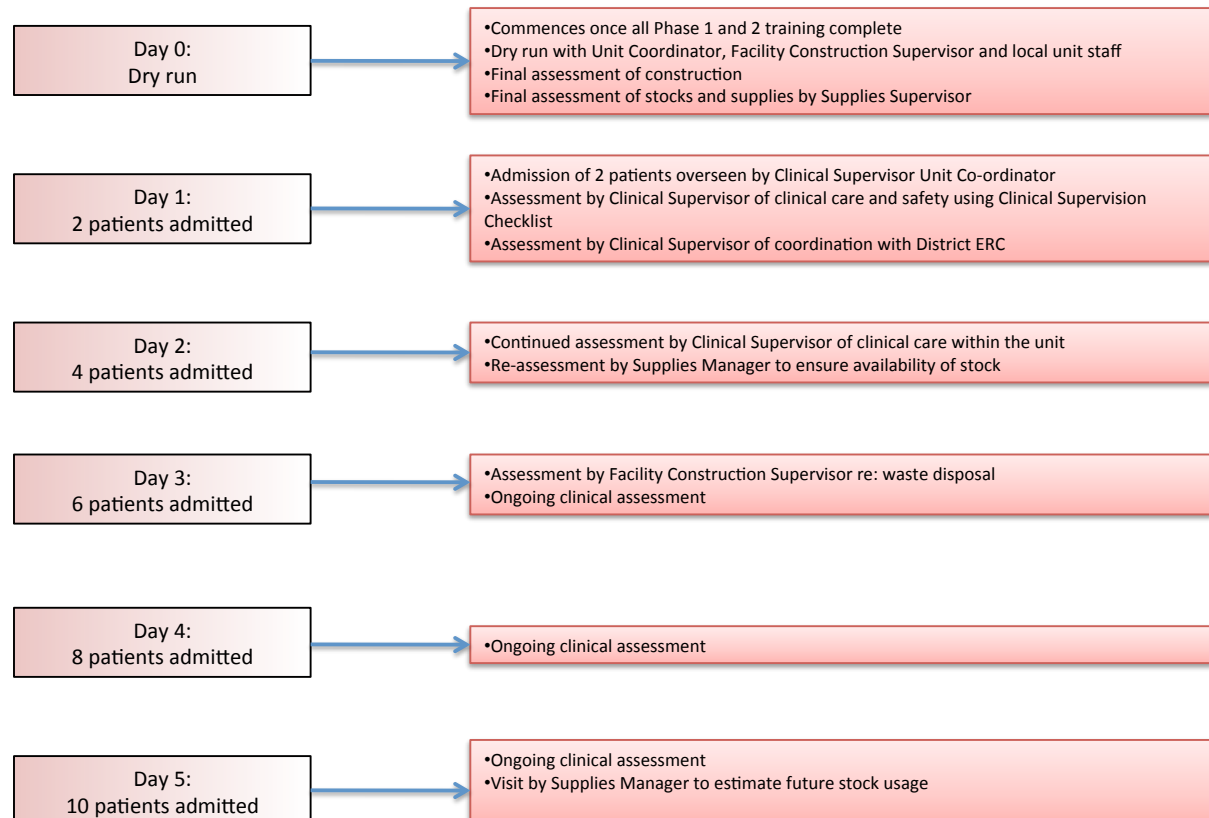 Day 0:
Dry run
•Commences once all Phase 1 and 2 training complete
•Dry run with Unit Coordinator, Facility Construction Supervisor and local unit staff
•Final assessment of construction
•Final assessment of stocks and supplies by Supplies Supervisor
Day 1:
2 patients admitted
•Admission of 2 patients overseen by Clinical Supervisor Unit Co-ordinator
•Assessment by Clinical Supervisor of clinical care and safety using Clinical Supervision
Checklist
•Assessment by Clinical Supervisor of coordination with District ERC
Day 2:
4 patients admitted
•Continued assessment by Clinical Supervisor of clinical care within the unit
•Re-assessment by Supplies Manager to ensure availability of stock
Day 3:
6 patients admitted
•Assessment by Facility Construction Supervisor re: waste disposal
•Ongoing clinical assessment
Day 4:
8 patients admitted
•Ongoing clinical assessment
Day 5:
10 patients admitted
•Ongoing clinical assessment
•Visit by Supplies Manager to estimate future stock usage